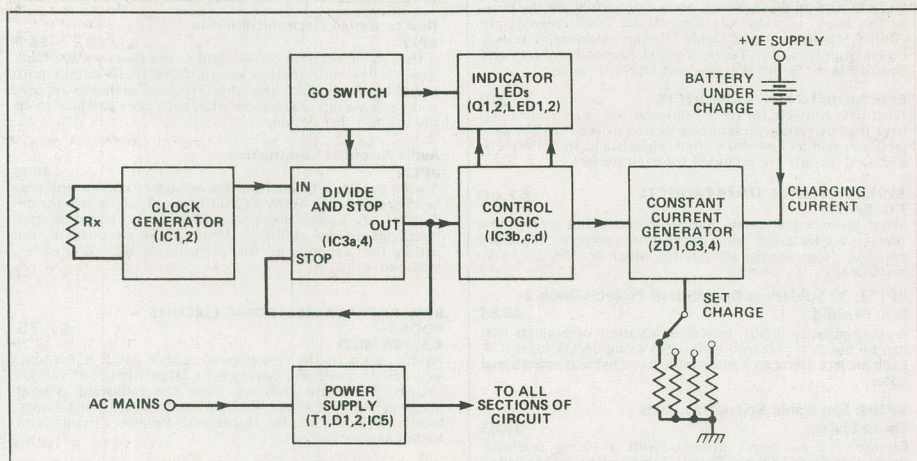 +VE SUPPLY
GO SWITCH
INDICATOR
LEDs
(Q1,2,LED1,2)
BATTERY
UNDER
CHARGE
Rx
CLOCK
GENERATOR
(IC1,2)
IN
DIVIDE
AND STOP
OUT
(IC3a,4)
STOP
CONTROL
LOGIC
(IC3b,c,d)
CONSTANT
CURRENT
GENERATOR
(ZD1,Q3,4)
CHARGING
CURRENT
SET
CHARGE
AC MAINS
POWER
SUPPLY
(T1,D1,2,IC5)
TO ALL
SECTIONS OF
CIRCUIT